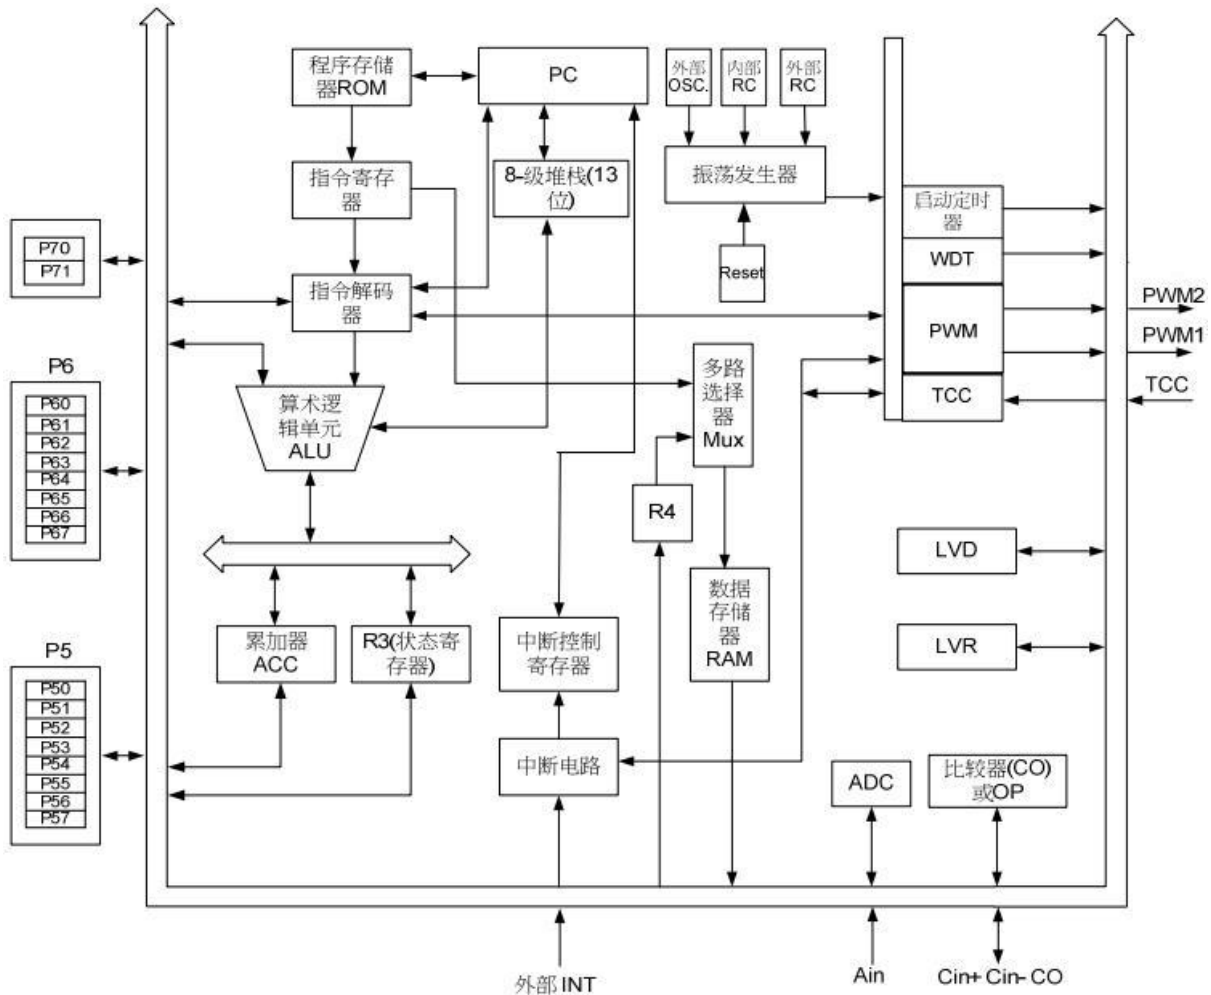 程序存储
器ROM
PC
外部
OSC.
内部
RC
外部
RC
指令寄存
器
8-级堆栈(13
位)
振荡发生器
启动定时
器
P70
P71
WDT
Reset
指令解码
器
PWM
PWM2
PWM1
TCC
TCC
P6
P60
P61
P62
P63
P64
P65
P66
P67
算术逻
辑单元
ALU
多路
选择
器
Mux
R4
LVD
数据
存储
器
RAM
LVR
累加器
ACC
R3(状态寄
存器)
中断控制
寄存器
P5
P50
P51
P52
P53
P54
P55
P56
P57
中断电路
ADC
比较器(CO)
或OP
外部 INT
Ain
Cin+ Cin- CO